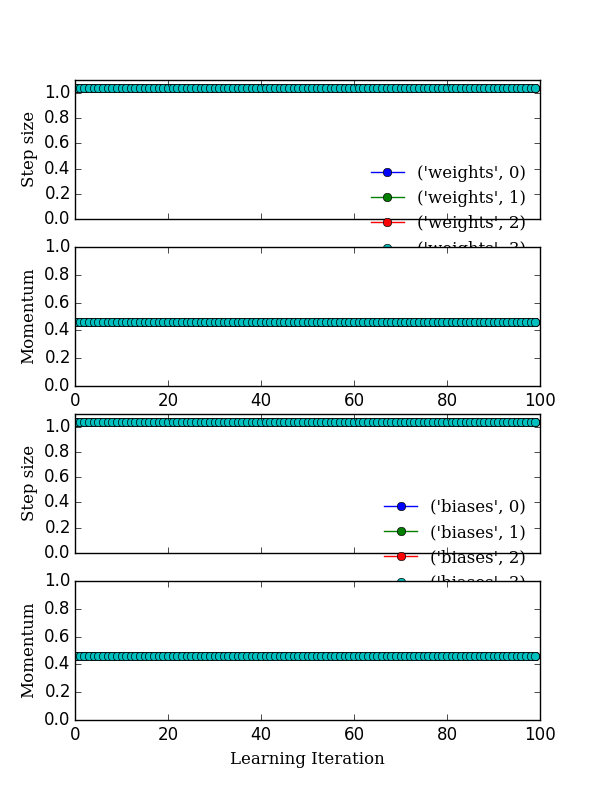 1.0
0.8
0.6
0.4
0.2
0.0
Step size
('weights', 0)
('weights', 1)
('weights', 2)
('weights', 3)
1.0
0.8
0.6
0.4
0.2
0.0
Momentum
0 20 40 60 80 100
1.0
0.8
0.6
0.4
0.2
0.0
Step size
('biases', 0)
('biases', 1)
('biases', 2)
('biases', 3)
1.0
0.8
0.6
0.4
0.2
0.0
Momentum
0 20 40 60 80 100
Learning Iteration